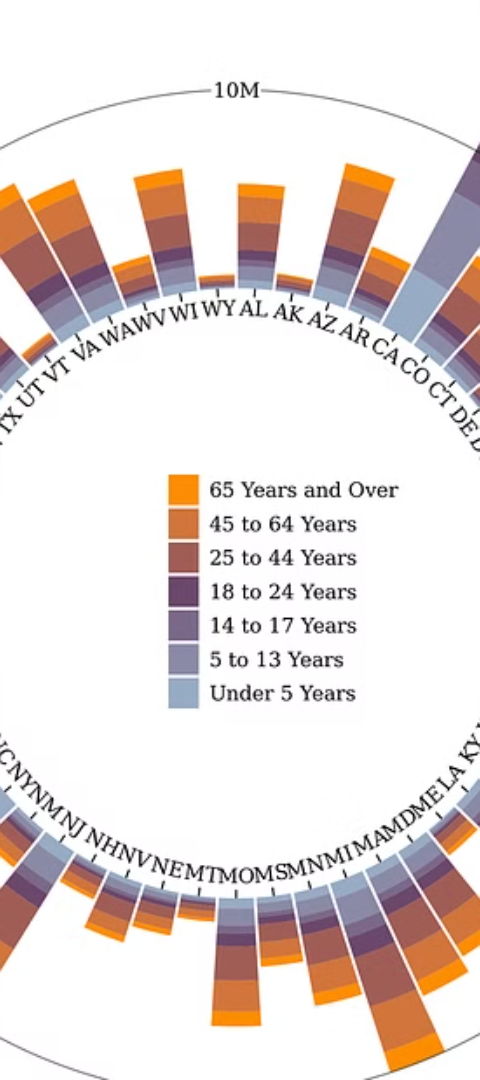 10M
TX UT VT VA WA WV WI WY AL AK AZ AR CA CO CT DE
65 Years and Over
45 to 64 Years
25 to 44 Years
18 to 24 Years
14 to 17 Years
5 to 13 Years
Under 5 Years
NY NM NJ NH NV NE MT MO MS MN MI MA MD ME LA KY